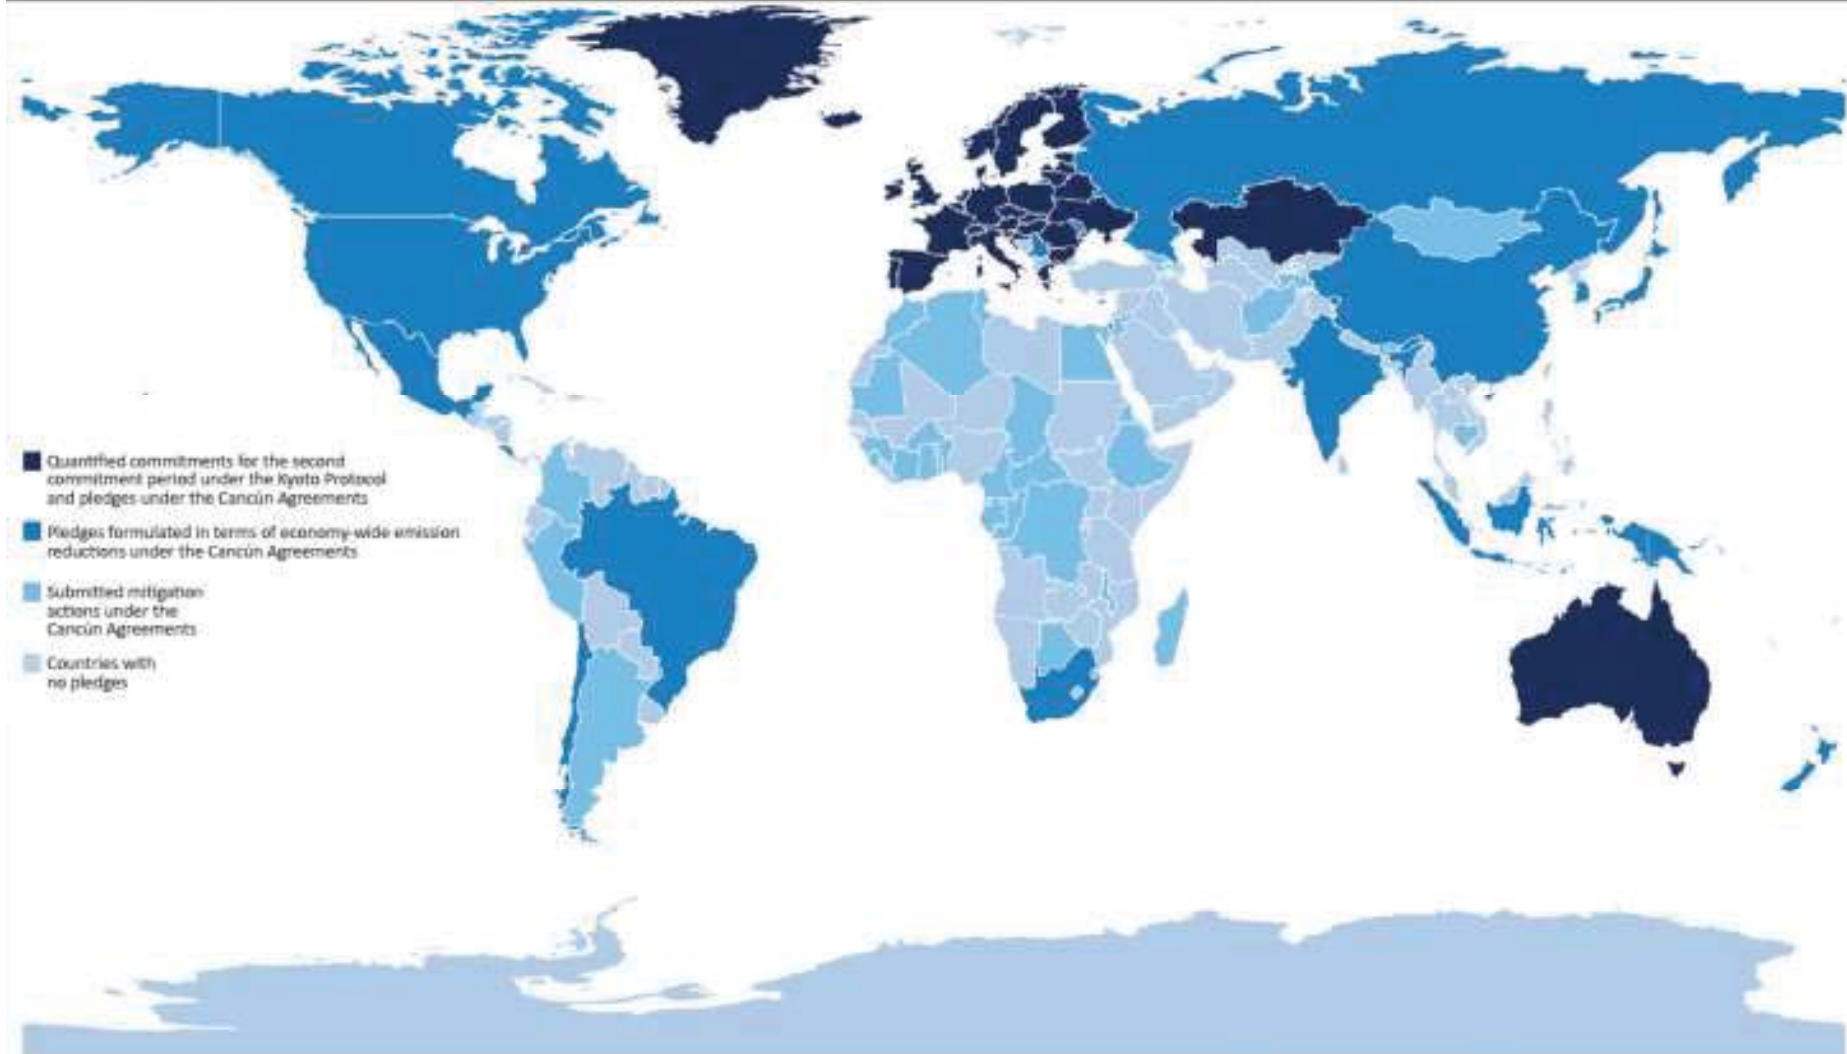 Quantified commitments for the second
commitment period under the Kyoto Protocol
and pledges under the Cancún Agreements
Pledges formulated in terms of economy-wide emission
reductions under the Cancún Agreements
Submitted mitigation
actions under the
Cancún Agreements
Countries with
no pledges